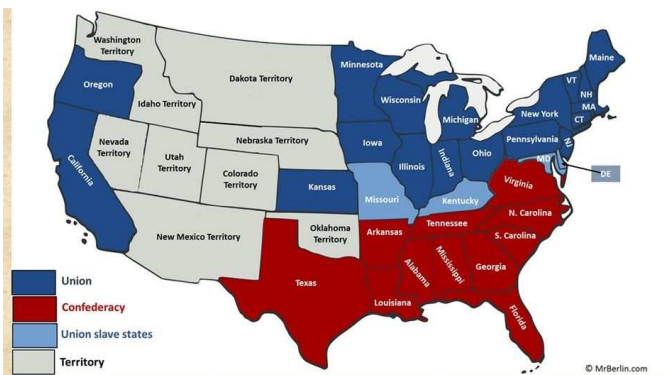 Washington
Territory
Oregon
Idaho Territory
Dakota Territory
Minnesota
Wisconsin
Michigan
Maine
VT
NH
MA
CT
New York
Pennsylvania
NJ
MD
DE
Nevada
Territory
Utah
Territory
California
Nebraska Territory
Colorado
Territory
Iowa
Illinois
Indiana
Ohio
Kansas
Missouri
Kentucky
Virginia
New Mexico Territory
Oklahoma
Territory
Arkansas
Tennessee
N. Carolina
S. Carolina
Texas
Louisiana
Alabama
Mississippi
Georgia
Florida
Union
Confederacy
Union slave states
Territory
© MrBerlin.com